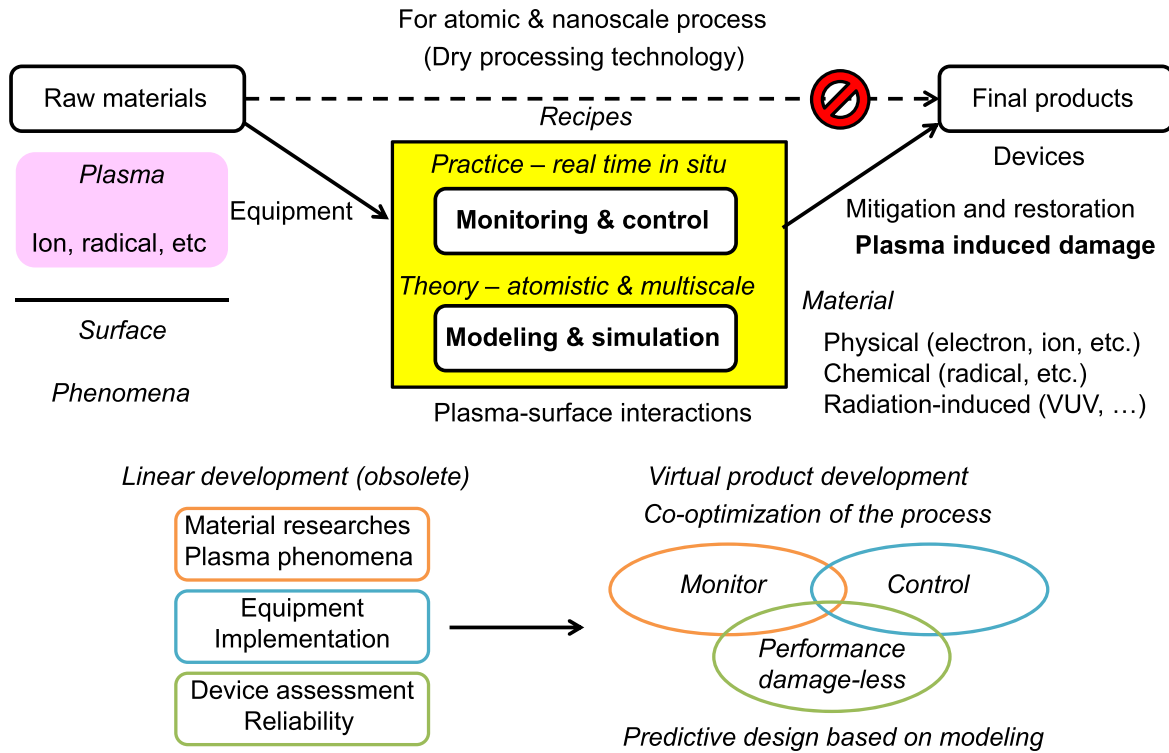 For atomic & nanoscale process
(Dry processing technology)
Raw materials
Final products
Recipes
Devices
Plasma
Ion, radical, etc
Equipment
Practice – real time in situ
Monitoring & control
Theory – atomistic & multiscale
Modeling & simulation
Mitigation and restoration
Plasma induced damage
Surface
Phenomena
Material
Physical (electron, ion, etc.)
Chemical (radical, etc.)
Radiation-induced (VUV, …)
Plasma-surface interactions
Linear development (obsolete)
Material researches
Plasma phenomena
Equipment
Implementation
Device assessment
Reliability
Virtual product development
Co-optimization of the process
Monitor
Control
Performance
damage-less
Predictive design based on modeling